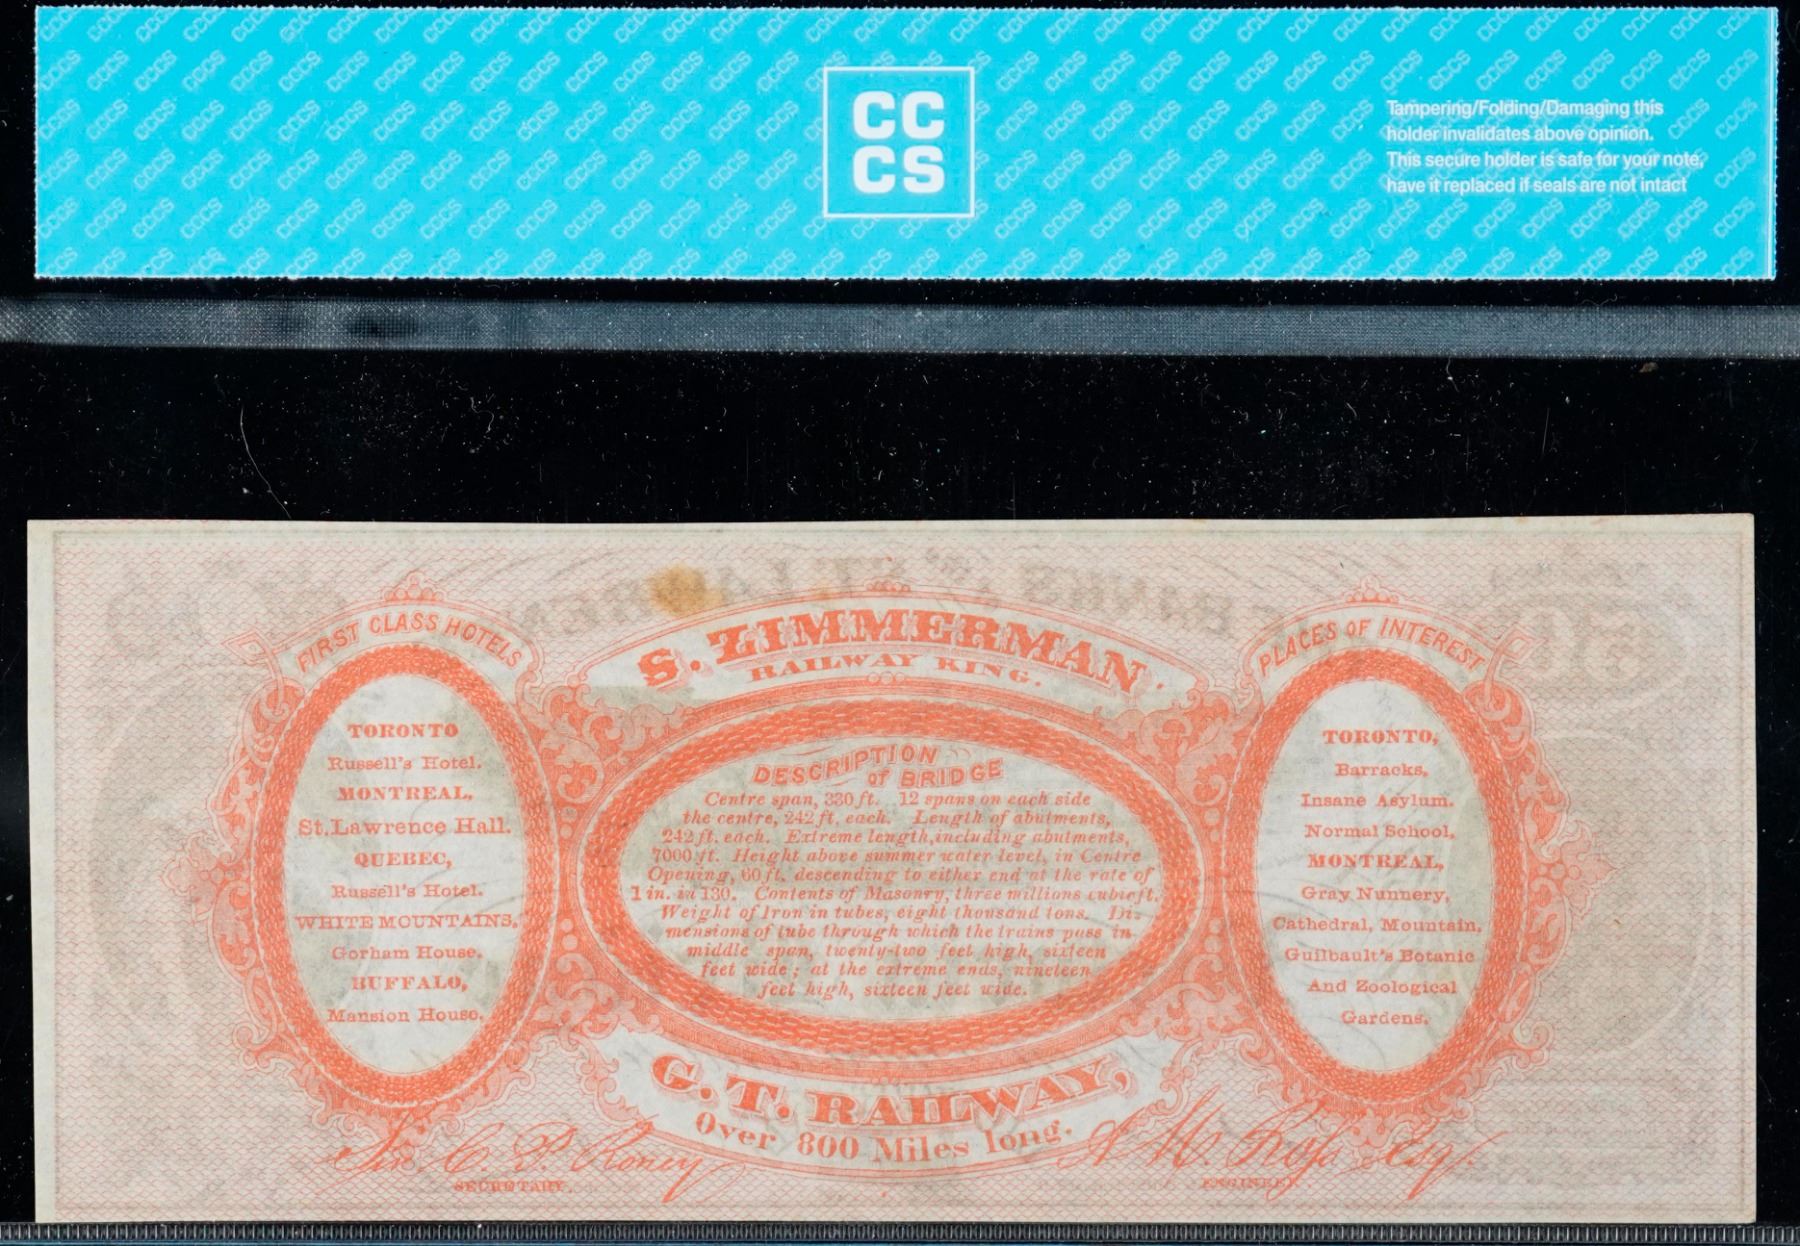 CC
CS
Tampering/Folding/Damaging this
holder invalidates above opinion.
This secure holder is safe for your note,
have it replaced if seals are not intact
FIRST CLASS HOTELS
TORONTO
Russell's Hotel.
MONTREAL,
St. Lawrence Hall.
QUEBEC,
Russell's Hotel.
WHITE MOUNTAINS,
Gorham House.
BUFFALO,
Mansion House.
S. ZIMMERMAN
RAILWAY KING.
DESCRIPTION
of BRIDGE
Centre span, 330 ft. 12 spans on each side
the centre, 242 ft, each. Length of abutments,
242 ft. each. Extreme length, including abutments,
7000 ft. Height above summer water level, in Centre
Opening, 60 ft, descending to either end at the rate of
1 in. in 130. Contents of Masonry, three millions cubic ft.
Weight of Iron in tubes, eight thousand tons. Di-
mensions of tube through which the trains pass in
middle span, twenty-two feet high, sixteen
feet wide; at the extreme ends, nineteen
feet high, sixteen feet wide.
G. T. RAILWAY,
Over 800 Miles long.
PLACES OF INTEREST
TORONTO,
Barracks,
Insane Asylum.
Normal School,
MONTREAL,
Gray Nunnery,
Cathedral, Mountain,
Guilbault's Botanic
And Zoological
Gardens.
Sir C. P. Roney
SECRETARY.
A. M. Ross Esq.
ENGINEER